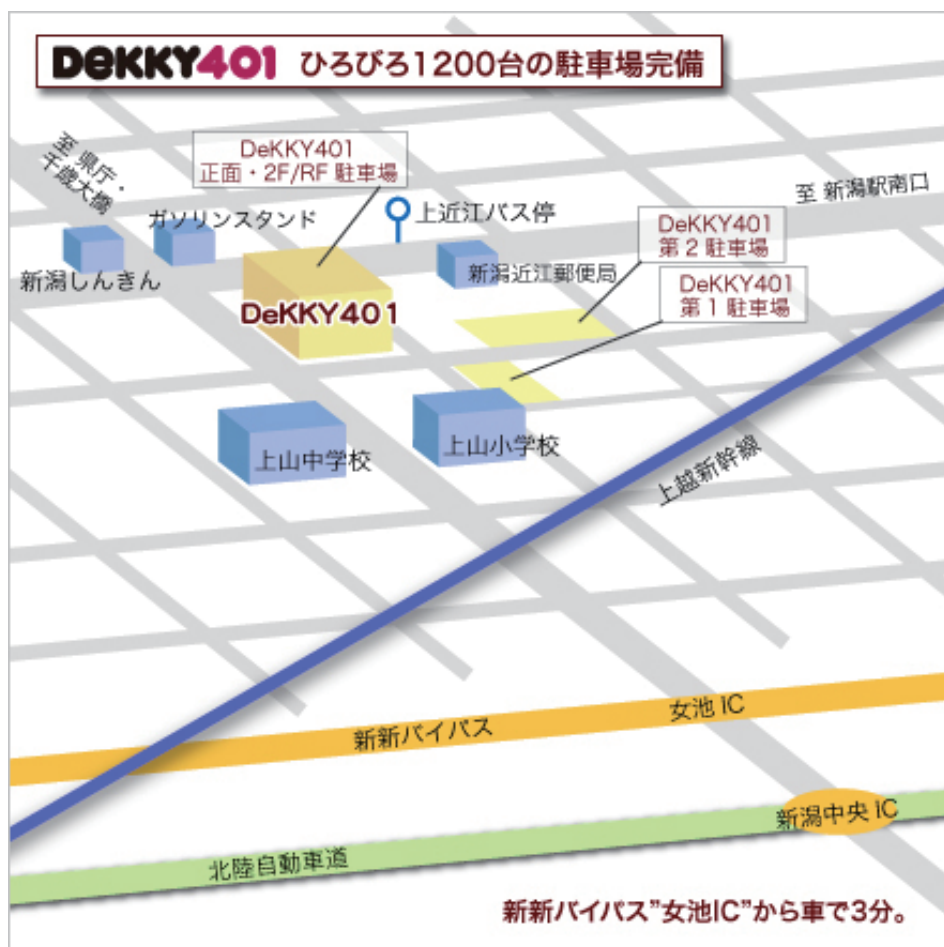 DeKKY401 ひろびろ1200台の駐車場完備
至 県庁・
千歳大橋
DeKKY401
正面・2F/RF 駐車場
ガソリンスタンド
上近江バス停
至 新潟駅南口
DeKKY401
第2駐車場
新潟しんきん
新潟近江郵便局
DeKKY401
第1駐車場
DeKKY401
上山中学校
上山小学校
上越新幹線
女池 IC
新新バイパス
新潟中央 IC
北陸自動車道
新新バイパス”女池IC”から車で3分。